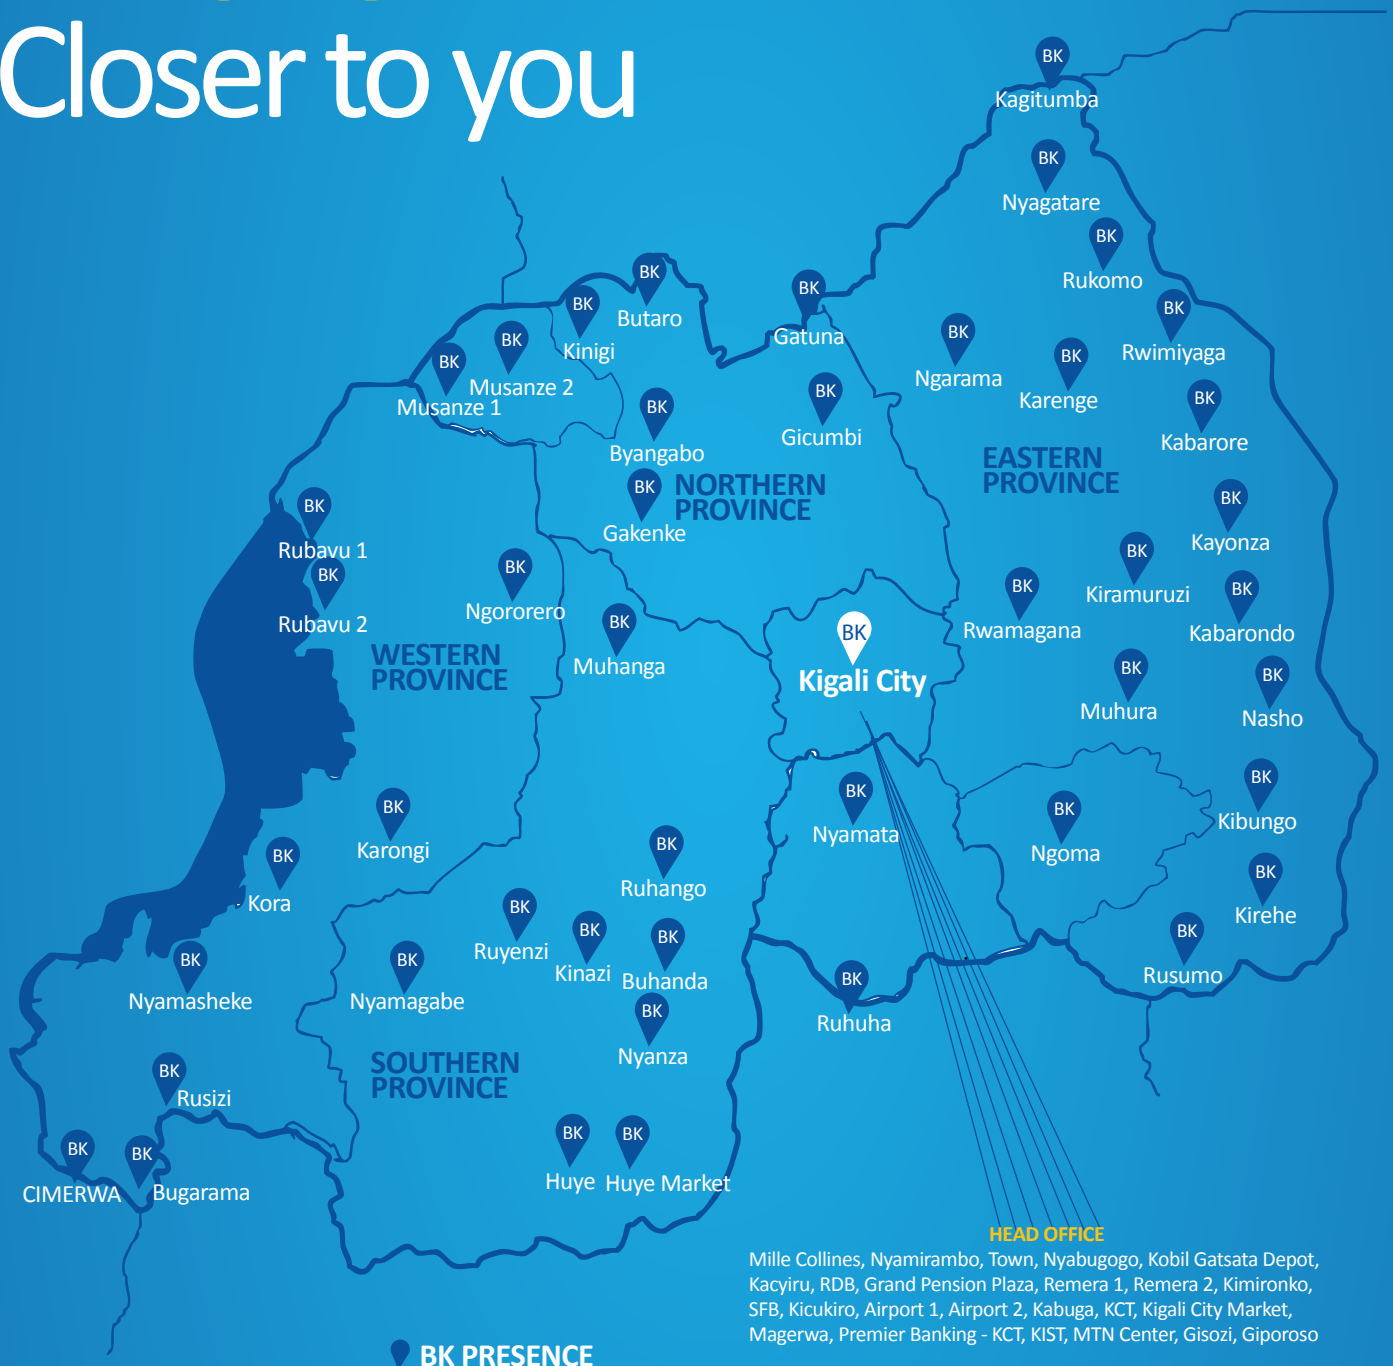 Closer to you
BK
Kagitumba
BK
Nyagatare
BK
Rukomo
BK
Butaro
BK
Gatuna
BK
Kinigi
BK
Rwimiyaga
BK
Musanze 2
BK
Musanze 1
BK
Ngarama
BK
Karenge
BK
Byangabo
BK
Gicumbi
BK
Kabarore
EASTERN
PROVINCE
BK
Gakenke
NORTHERN
PROVINCE
BK
Kayonza
BK
Rubavu 1
BK
Rubavu 2
BK
Ngororero
BK
Kiramuruzi
BK
Rwamagana
BK
Kabarondo
BK
Muhanga
BK
Kigali City
WESTERN
PROVINCE
BK
Muhura
BK
Nasho
BK
Nyamata
BK
Kibungo
BK
Karongi
BK
Ngoma
BK
Kora
BK
Ruhango
BK
Kirehe
BK
Ruyenzi
BK
Kinazi
BK
Buhanda
BK
Rusumo
BK
Nyamasheke
BK
Nyamagabe
BK
Ruhuha
BK
Nyanza
SOUTHERN
PROVINCE
BK
Rusizi
BK
CIMERWA
BK
Bugarama
BK
Huye
BK
Huye Market
HEAD OFFICE
Mille Collines, Nyamirambo, Town, Nyabugogo, Kobil Gatsata Depot,
Kacyiru, RDB, Grand Pension Plaza, Remera 1, Remera 2, Kimironko,
SFB, Kicukiro, Airport 1, Airport 2, Kabuga, KCT, Kigali City Market,
Magerwa, Premier Banking - KCT, KIST, MTN Center, Gisozi, Giporoso
BK PRESENCE